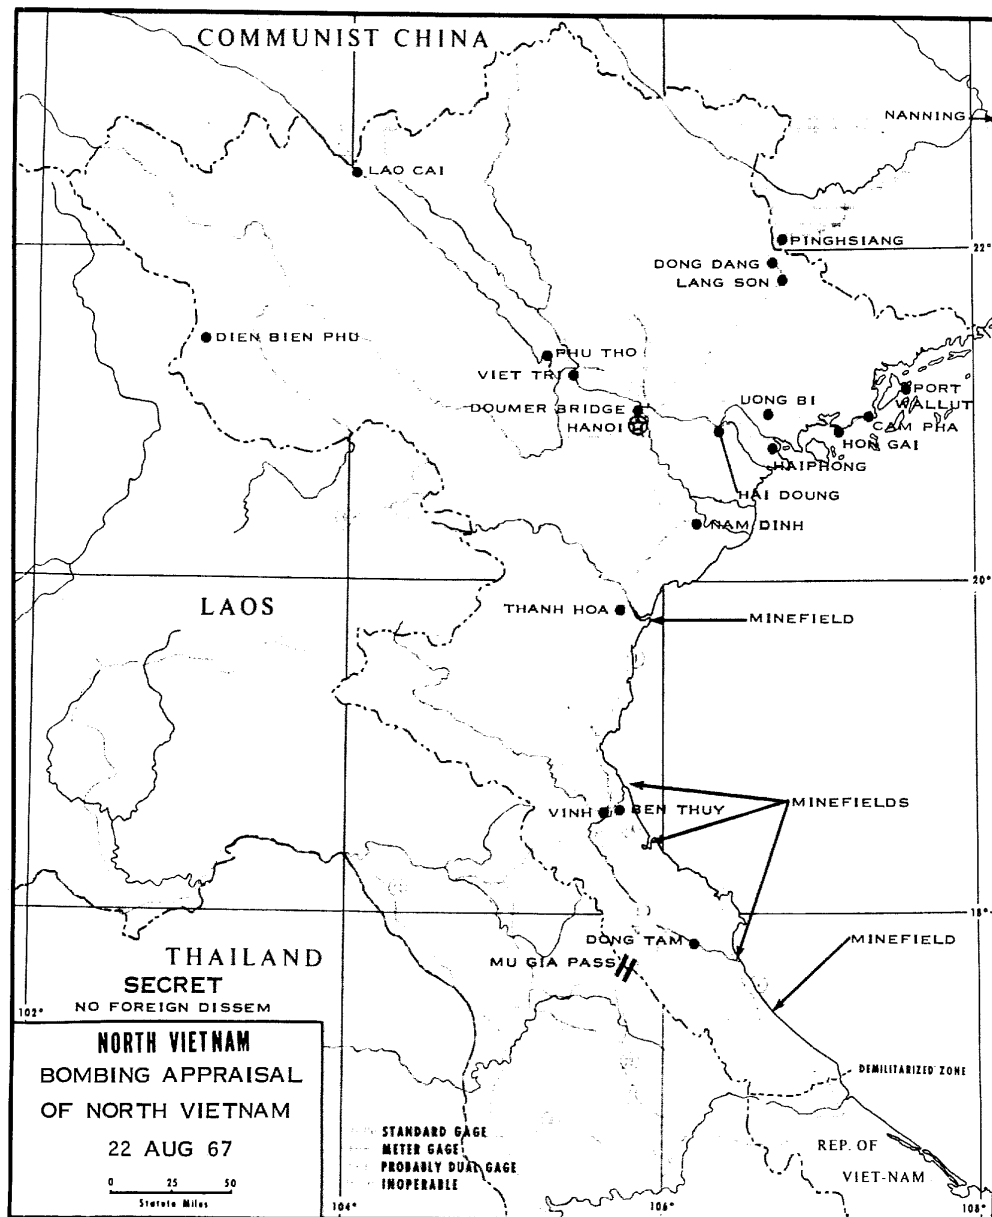 COMMUNIST CHINA
NANNING
LAO CAI
PINGHSIANG
22°
DONG DANG
LANG SON
DIEN BIEN PHU
PHU THO
VIET TRI
PORT
WALLUT
UONG BI
DOUMER BRIDGE
HANOI
CAM PHA
HON GAI
HAIPHONG
HAI DOUNG
NAM DINH
20°
LAOS
THANH HOA
MINEFIELD
MINEFIELDS
VINH
BEN THUY
18°
DONG TAM
MINEFIELD
MU GIA PASS
THAILAND
SECRET
NO FOREIGN DISSEM
102°
NORTH VIETNAM
BOMBING APPRAISAL
OF NORTH VIETNAM
22 AUG 67
0 25 50
Statute Miles
DEMILITARIZED ZONE
STANDARD GAGE
METER GAGE
PROBABLY DUAL GAGE
INOPERABLE
REP. OF
VIET-NAM
104°
106°
108°